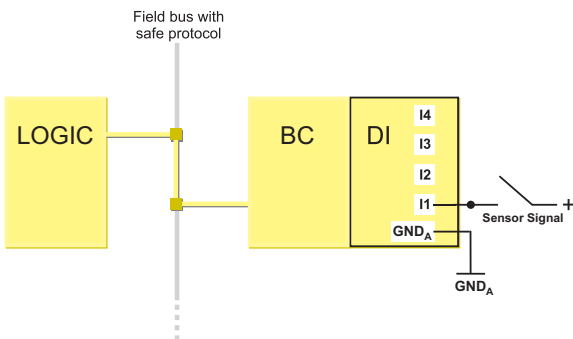 Field bus with
safe protocol
LOGIC
BC
DI
I4
I3
I2
I1
GNDA
Sensor Signal
+
GNDA